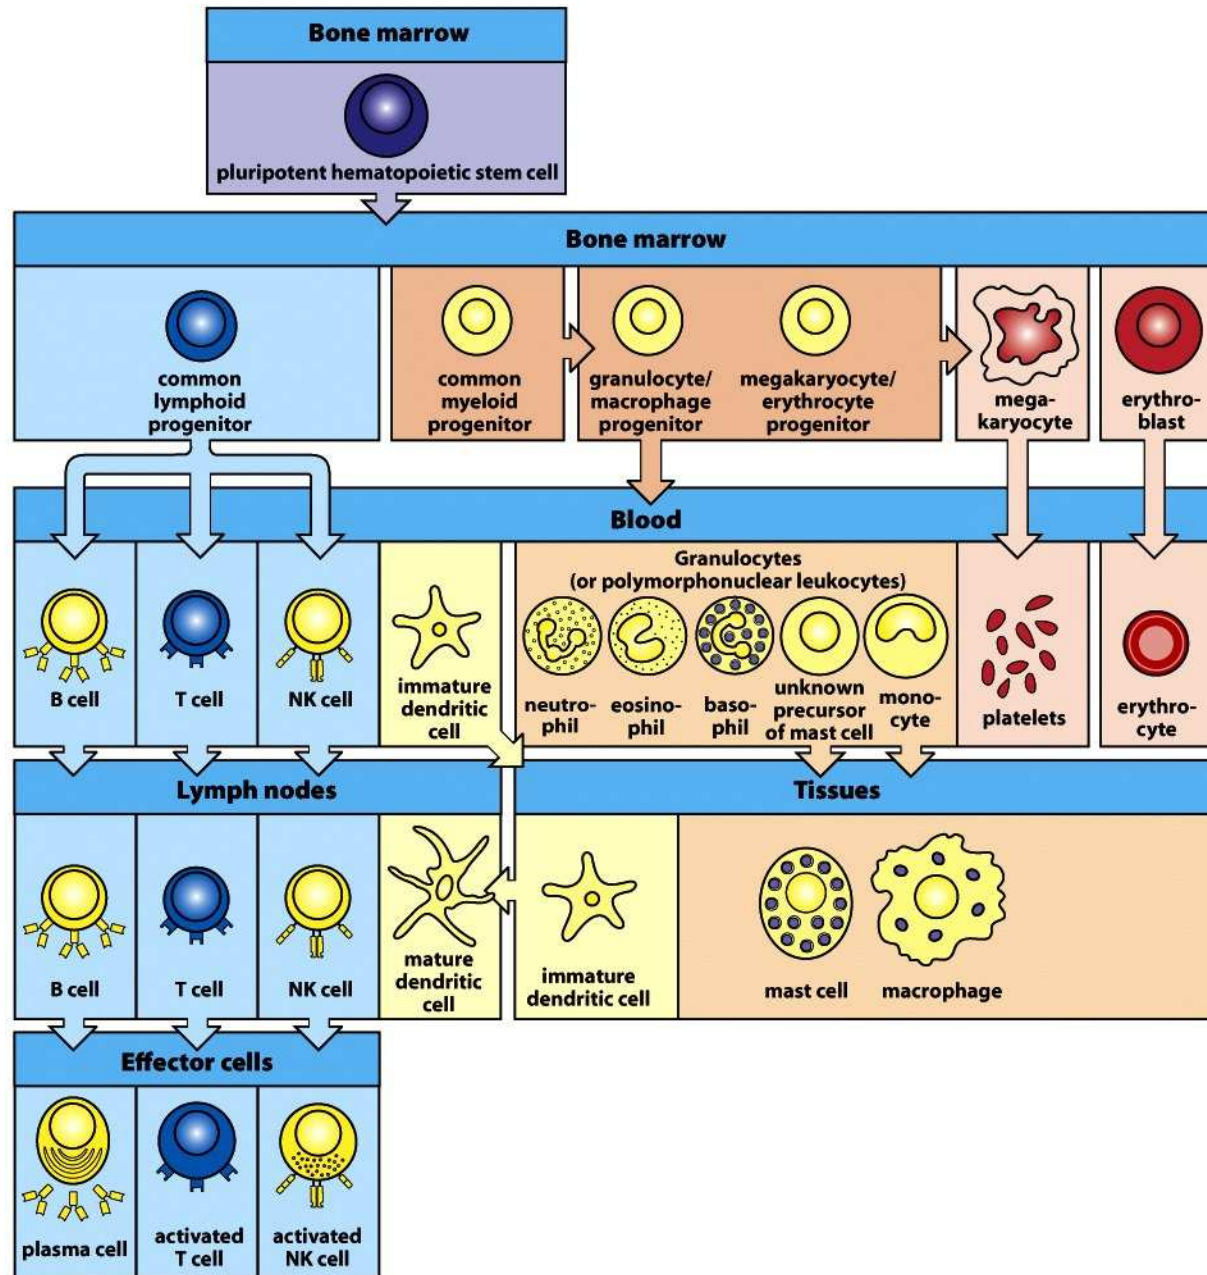 Bone marrow
pluripotent hematopoietic stem cell
Bone marrow
common
lymphoid
progenitor
common
myeloid
progenitor
granulocyte/
macrophage
progenitor
megakaryocyte/
erythrocyte
progenitor
mega-
karyocyte
erythro-
blast
Blood
B cell
T cell
NK cell
immature
dendritic
cell
Granulocytes
(or polymorphonuclear leukocytes)
neutro-
phil
eosino-
phil
baso-
phil
unknown
precursor
of mast cell
mono-
cyte
platelets
erythro-
cyte
Lymph nodes
B cell
T cell
NK cell
mature
dendritic
cell
Tissues
immature
dendritic cell
mast cell
macrophage
Effector cells
plasma cell
activated
T cell
activated
NK cell